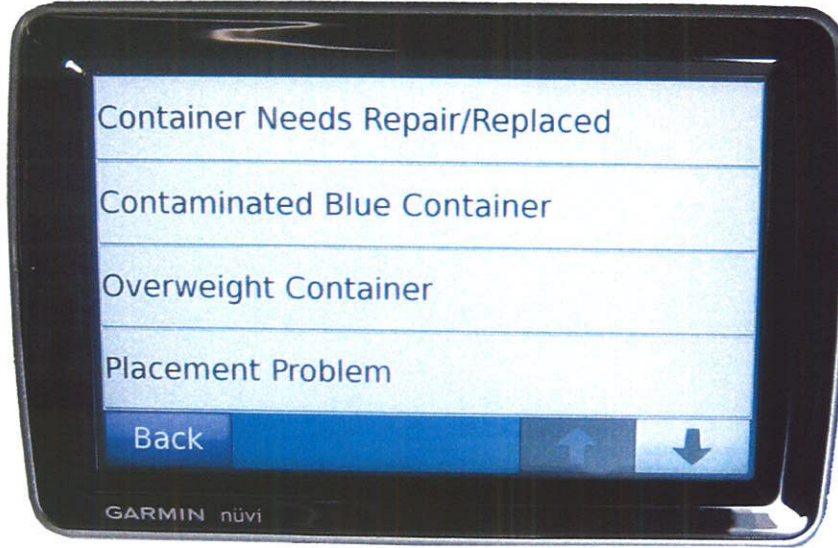 Container Needs Repair/Replaced
Contaminated Blue Container
Overweight Container
Placement Problem
Back
GARMIN nüvi